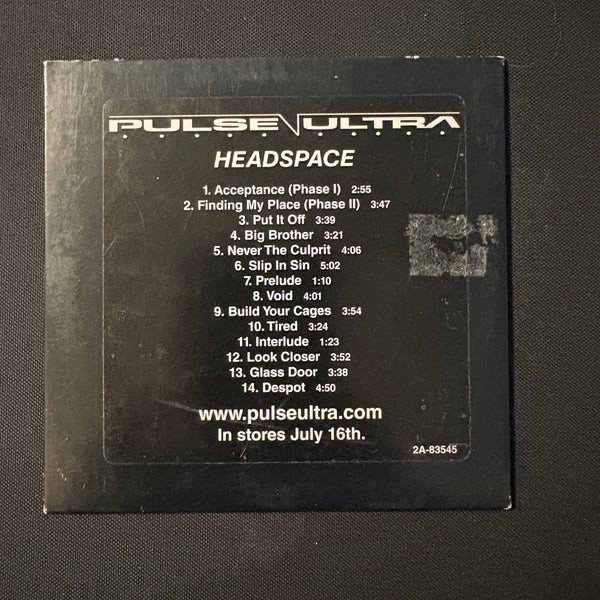 PULSE ULTRA
HEADSPACE
1. Acceptance (Phase I) 2:55
2. Finding My Place (Phase II) 3:47
3. Put It Off 3:39
4. Big Brother 3:21
5. Never The Culprit 4:06
6. Slip In Sin 5:02
7. Prelude 1:10
8. Void 4:01
9. Build Your Cages 3:54
10. Tired 3:24
11. Interlude 1:23
12. Look Closer 3:52
13. Glass Door 3:38
14. Despot 4:50
www.pulseultra.com
In stores July 16th.
2A-83545